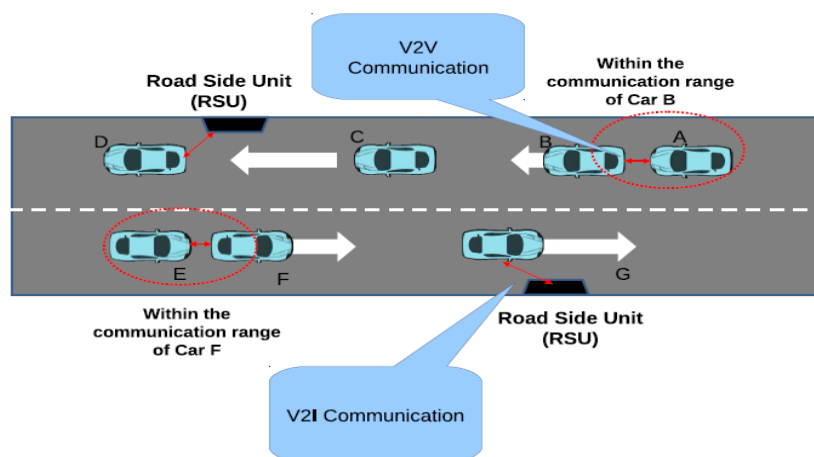 V2V
Communication
Within the
communication range
of Car B
Road Side Unit
(RSU)
D
C
B
A
E
F
G
Within the
communication range
of Car F
Road Side Unit
(RSU)
V2I Communication